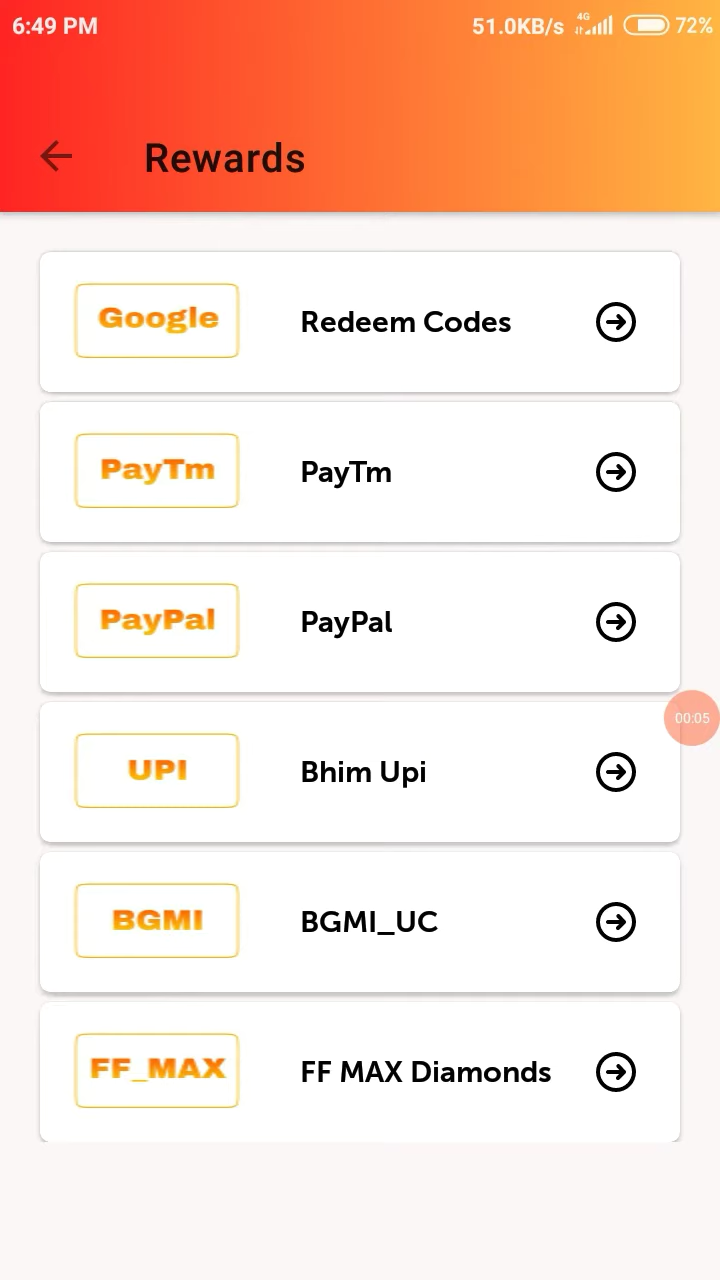 6:49 PM 51.0KB/s 4G 72%
Rewards
Google Redeem Codes
PayTm PayTm
PayPal PayPal
00:05
UPI Bhim Upi
BGMI BGMI_UC
FF_MAX FF MAX Diamonds